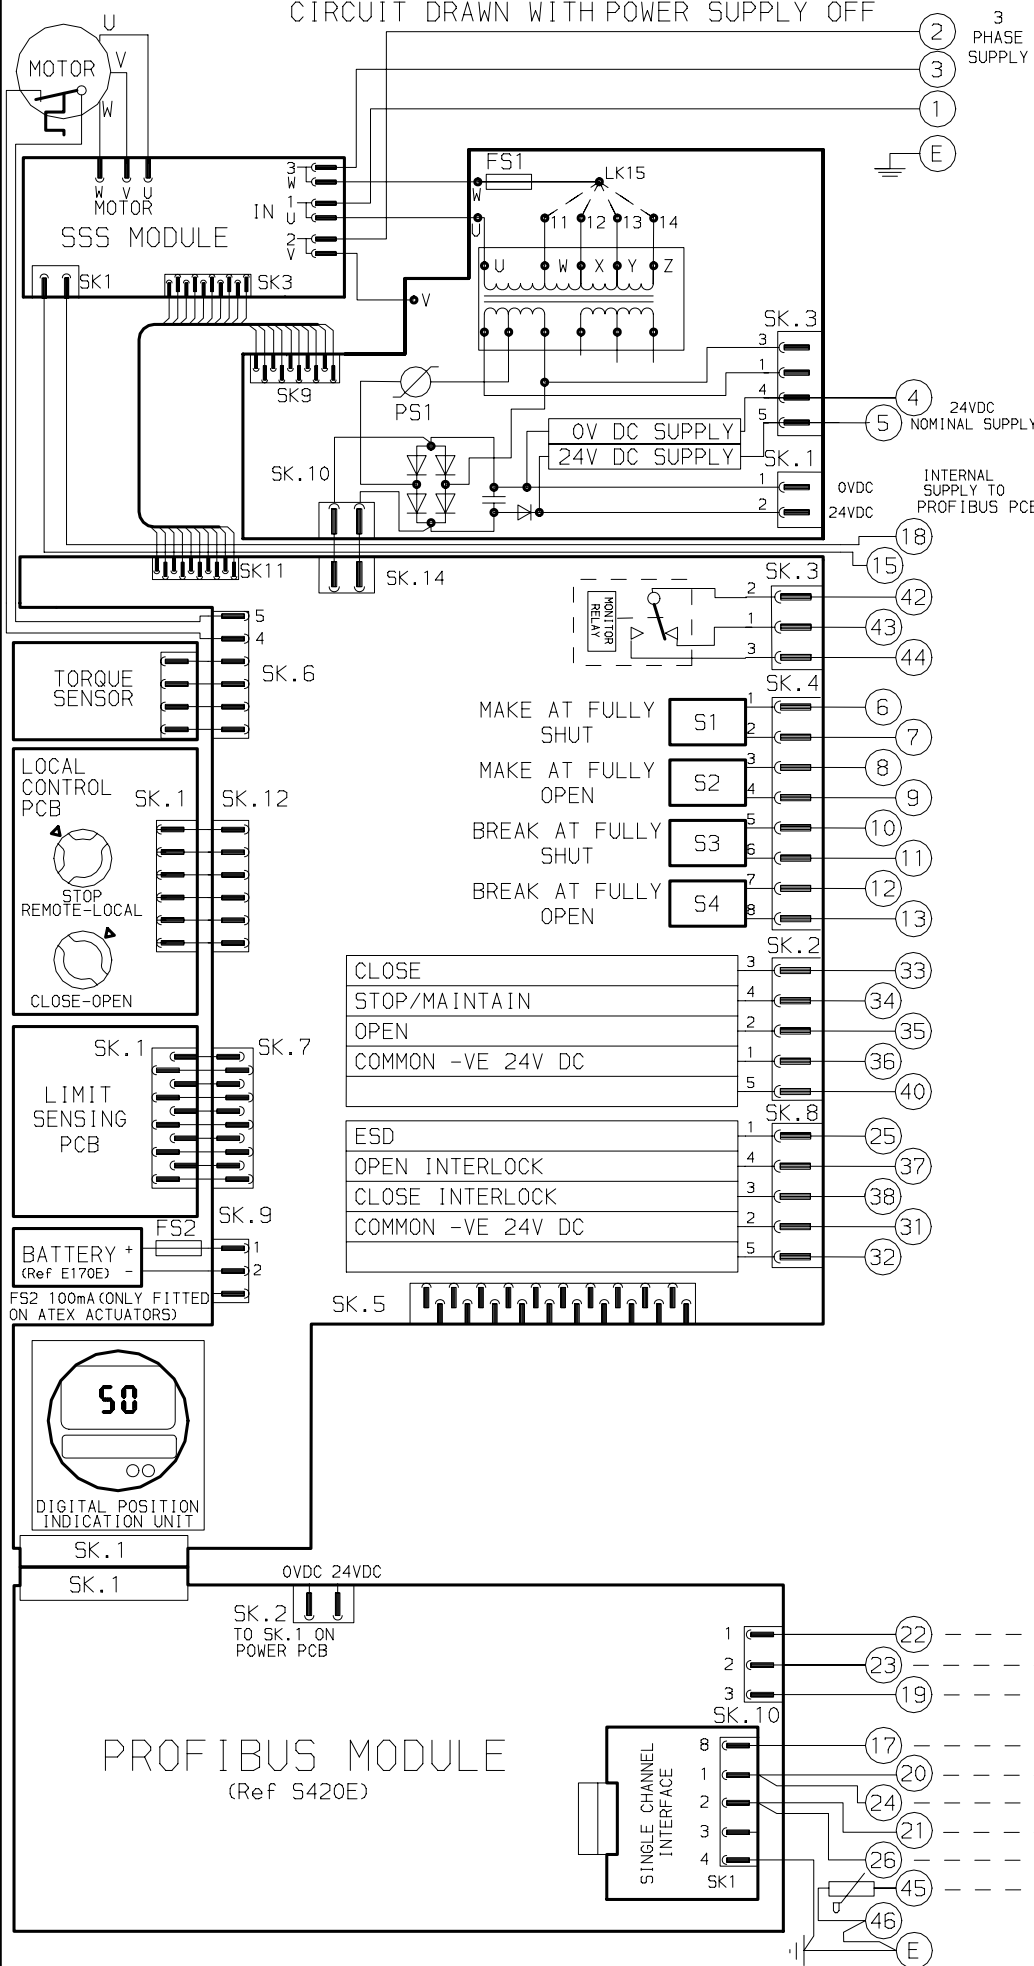 CIRCUIT DRAWN WITH POWER SUPPLY OFF
U
V
W
MOTOR
2
3
1
E
3
PHASE
SUPPLY
W V U
MOTOR
SSS MODULE
IN
3
W
1
U
2
V
SK1
SK3
FS1
W
U
V
LK15
11
12
13
14
U
W
X
Y
Z
SK9
PS1
SK.3
3
1
4
5
4
5
24VDC
NOMINAL SUPPLY
0V DC SUPPLY
24V DC SUPPLY
SK.1
1
2
0VDC
24VDC
INTERNAL
SUPPLY TO
PROFIBUS PCB
SK.10
18
15
SK11
SK.14
5
4
SK.6
TORQUE
SENSOR
MONITOR
RELAY
SK.3
2
1
3
42
43
44
SK.4
MAKE AT FULLY
SHUT
S1
1
2
6
7
MAKE AT FULLY
OPEN
S2
3
4
8
9
BREAK AT FULLY
SHUT
S3
5
6
10
11
BREAK AT FULLY
OPEN
S4
7
8
12
13
LOCAL
CONTROL
PCB
SK.1
SK.12
STOP
REMOTE-LOCAL
CLOSE-OPEN
SK.2
CLOSE
3
33
STOP/MAINTAIN
4
34
OPEN
2
35
COMMON -VE 24V DC
1
36
5
40
SK.1
SK.7
LIMIT
SENSING
PCB
SK.8
ESD
1
25
OPEN INTERLOCK
4
37
CLOSE INTERLOCK
3
38
COMMON -VE 24V DC
2
31
5
32
SK.9
FS2
BATTERY
(Ref E170E)
+
-
1
2
FS2 100mA(ONLY FITTED
ON ATEX ACTUATORS)
SK.5
50
DIGITAL POSITION
INDICATION UNIT
SK.1
SK.1
0VDC 24VDC
SK.2
TO SK.1 ON
POWER PCB
1
2
3
SK.10
22
23
19
PROFIBUS MODULE
(Ref S420E)
SINGLE CHANNEL
INTERFACE
8
1
2
3
4
SK1
17
20
24
21
26
45
U
46
E